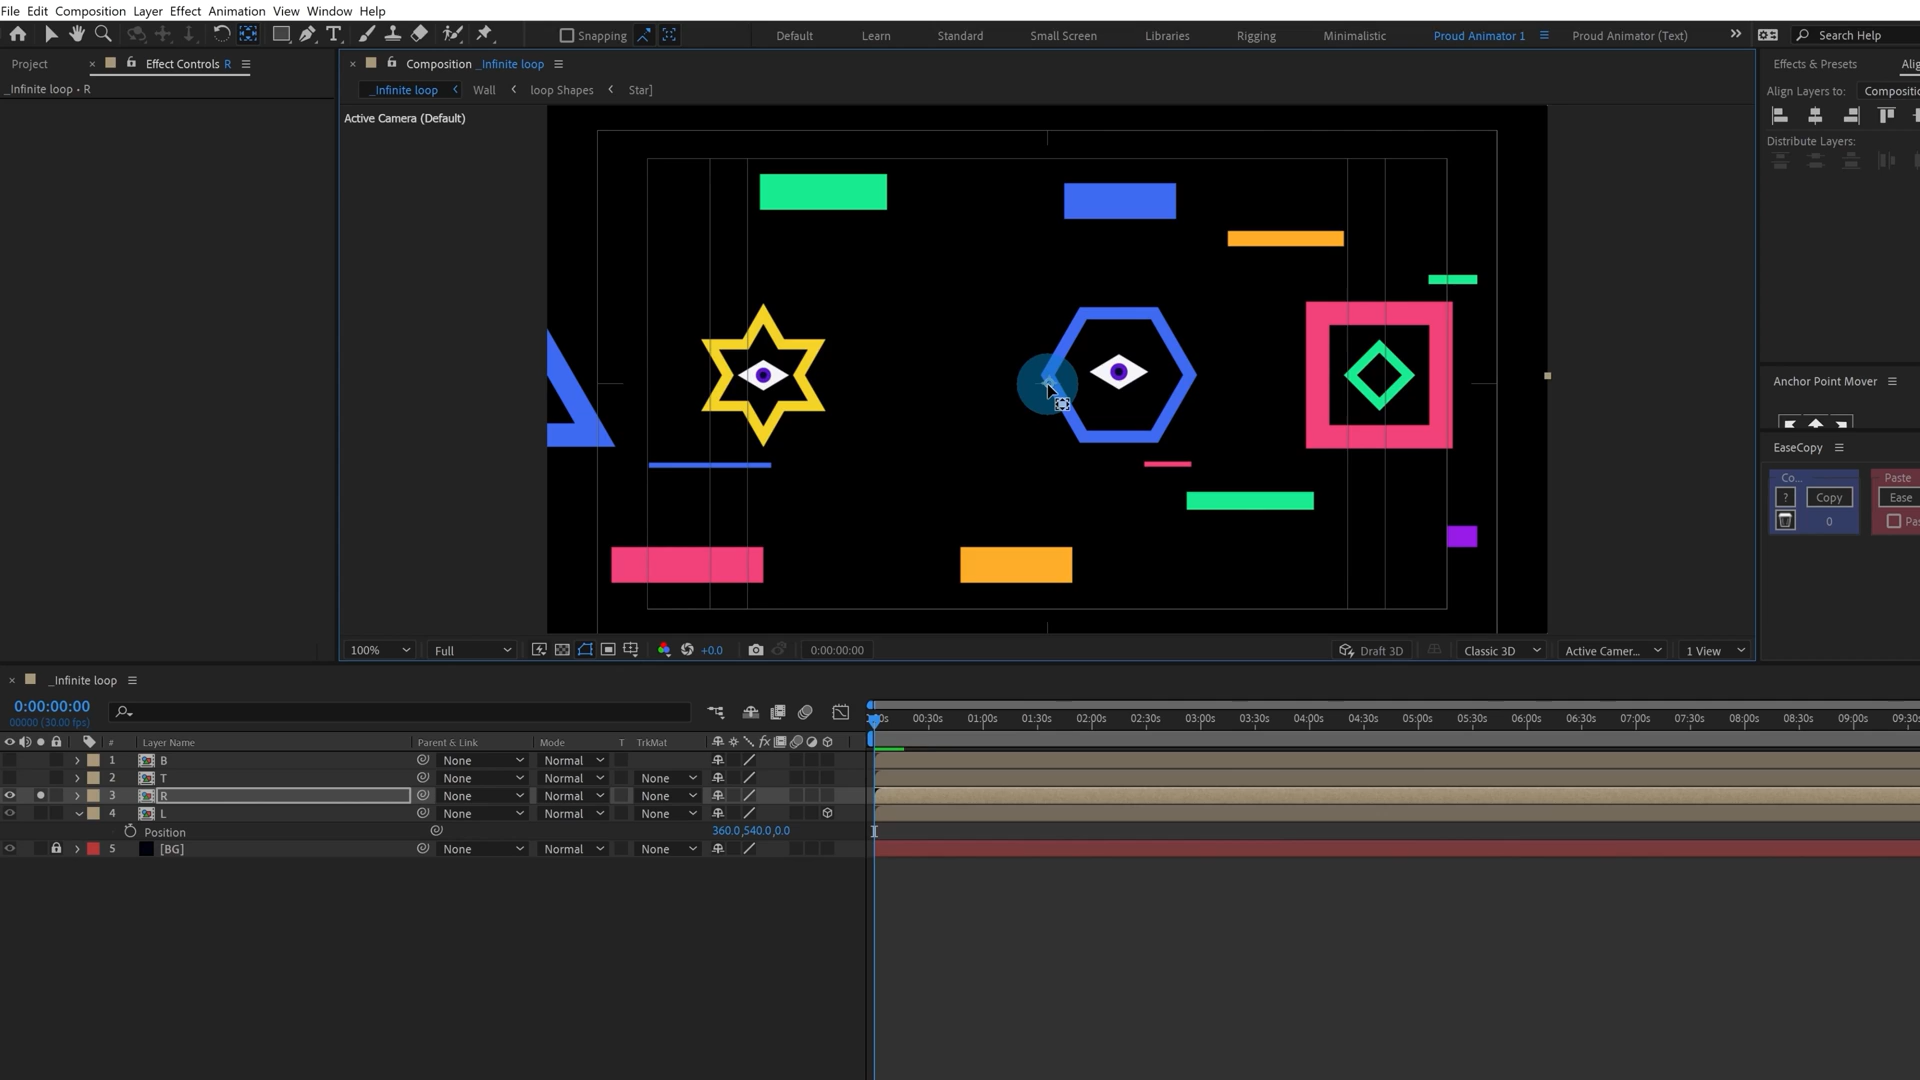 File Edit Composition Layer Effect Animation View Window Help
Snapping Default Learn Standard Small Screen Libraries Rigging Minimalistic Proud Animator 1 Proud Animator (Text) Search Help
Project Effect Controls R Composition _Infinite loop Effects & Presets Alig
_Infinite loop • R _Infinite loop Wall loop Shapes Star] Align Layers to: Compositio
Active Camera (Default)
Distribute Layers:
Anchor Point Mover
EaseCopy
Co... Paste
? Copy Ease
0 Pas
100% Full +0.0 0:00:00:00 Draft 3D Classic 3D Active Camer... 1 View
_Infinite loop
0:00:00:00
00000 (30.00 fps)
00s 00:30s 01:00s 01:30s 02:00s 02:30s 03:00s 03:30s 04:00s 04:30s 05:00s 05:30s 06:00s 06:30s 07:00s 07:30s 08:00s 08:30s 09:00s 09:30s
# Layer Name Parent & Link Mode T TrkMat fx
1 B None Normal
2 T None Normal None
3 R None Normal None
4 L None Normal None
Position 360.0,540.0,0.0
5 [BG] None Normal None